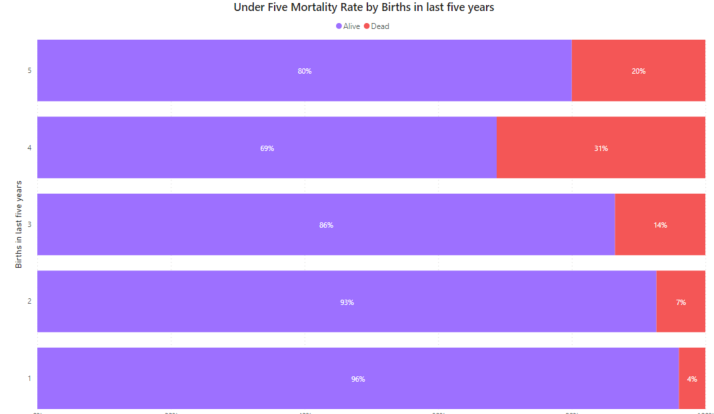 Under Five Mortality Rate by Births in last five years
Alive Dead
5 80% 20%
4 69% 31%
3 86% 14%
2 93% 7%
1 96% 4%
Births in last five years